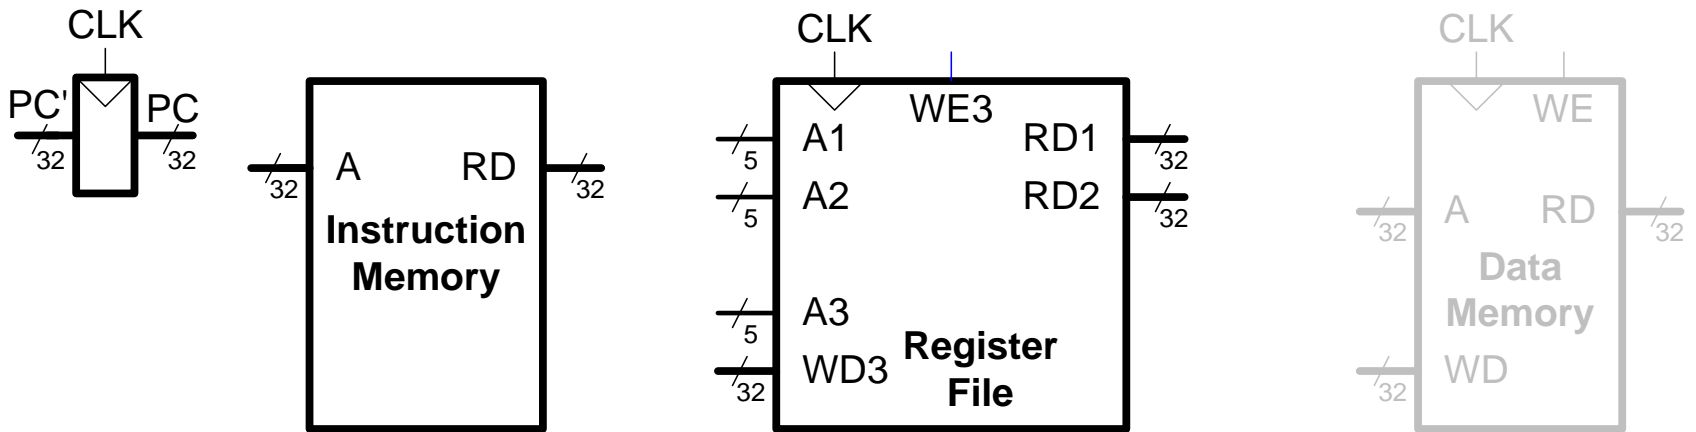 CLK
PC'
PC
32
32
A
RD
32
32
Instruction
Memory
CLK
WE3
A1
RD1
5
32
A2
RD2
5
32
A3
5
WD3
32
Register
File
CLK
WE
A
RD
32
32
Data
Memory
WD
32